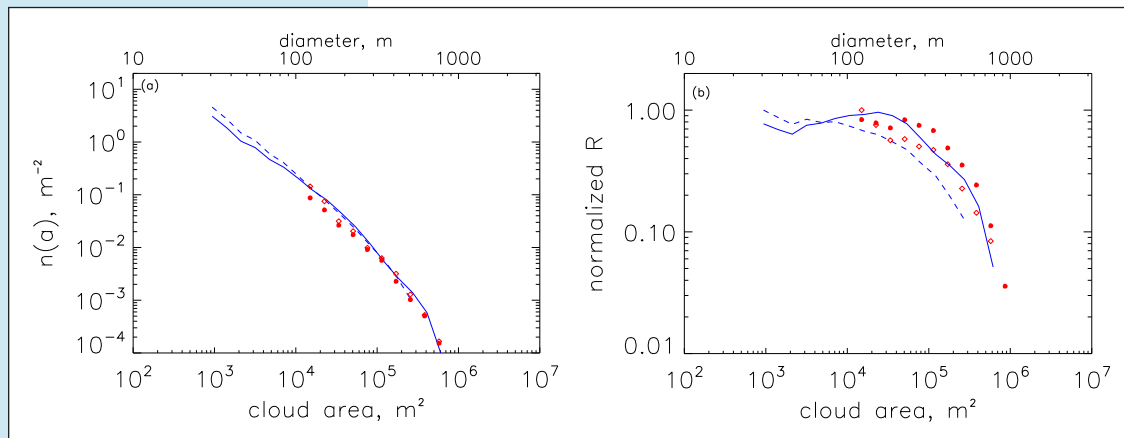 diameter, m
10 100 1000
(a)
10¹
10⁰
10⁻¹
10⁻²
10⁻³
10⁻⁴
n(a), m⁻²
10² 10³ 10⁴ 10⁵ 10⁶ 10⁷
cloud area, m²
diameter, m
10 100 1000
(b)
1.00
0.10
0.01
normalized R
10² 10³ 10⁴ 10⁵ 10⁶ 10⁷
cloud area, m²